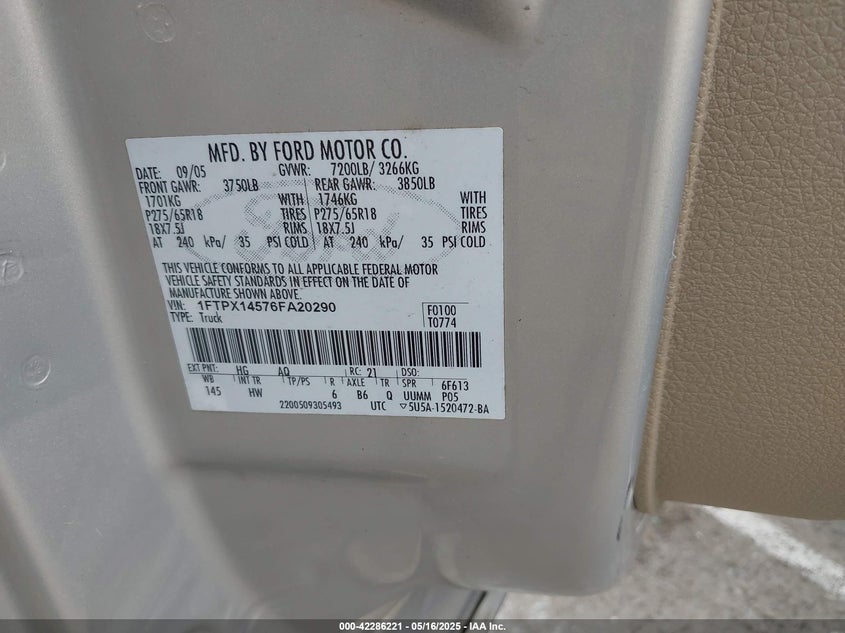 MFD. BY FORD MOTOR CO.
DATE: 09/05 GVWR: 7200LB/ 3266KG
FRONT GAWR: 3750LB REAR GAWR: 3850LB
1701KG WITH 1746KG WITH
P275/65R18 TIRES P275/65R18 TIRES
18X7.5J RIMS 18X7.5J RIMS
AT 240 kPa/ 35 PSI COLD AT 240 kPa/ 35 PSI COLD
THIS VEHICLE CONFORMS TO ALL APPLICABLE FEDERAL MOTOR
VEHICLE SAFETY STANDARDS IN EFFECT ON THE DATE OF
MANUFACTURE SHOWN ABOVE.
VIN: 1FTPX14576FA20290 F0100
TYPE: Truck T0774
EXT PNT: HG AQ RC: 21 DSO:
WB INT TR TP/PS R AXLE TR SPR 6F613
145 HW 6 B6 Q UUMM P05
2200509305493 UTC ▽5U5A-1520472-BA
000-42286221 - 05/16/2025 - IAA Inc.